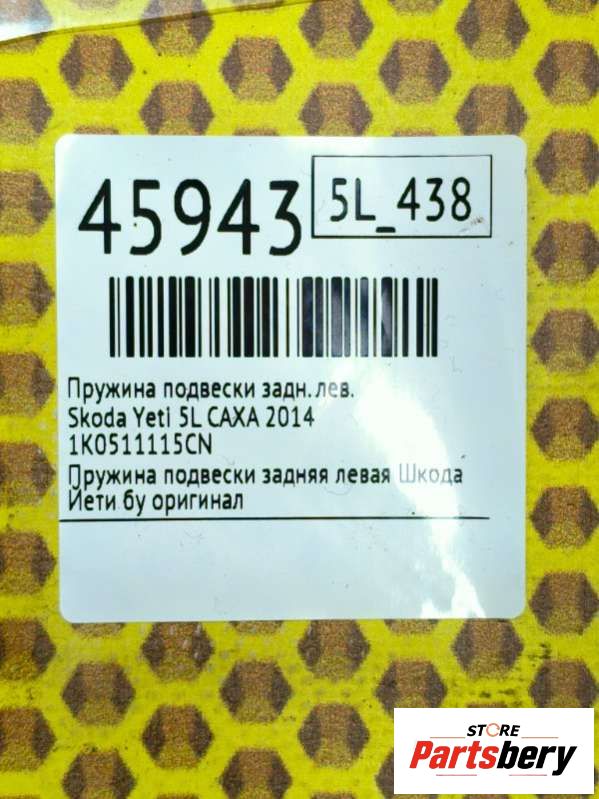 45943
5L_438
Пружина подвески задн. лев.
Skoda Yeti 5L CAXA 2014
1K0511115CN
Пружина подвески задняя левая Шкода
Йети бу оригинал
STORE
Partsbery